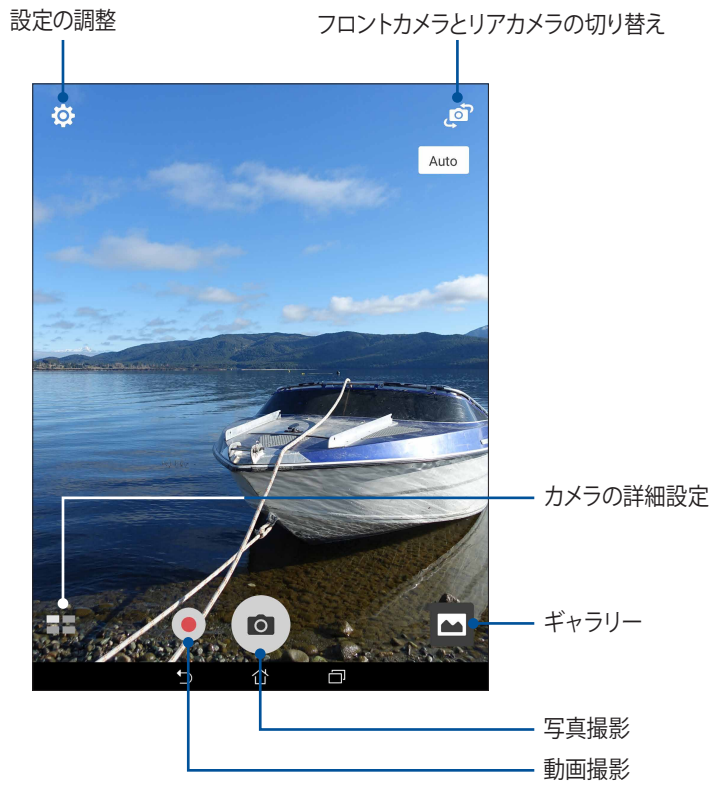 設定の調整
フロントカメラとリアカメラの切り替え
Auto
カメラの詳細設定
ギャラリー
写真撮影
動画撮影